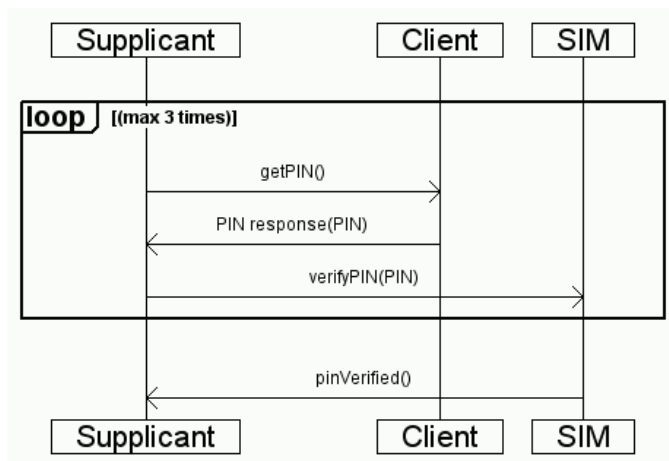 Supplicant Client SIM
loop [(max 3 times)]
getPIN()
PIN response(PIN)
verifyPIN(PIN)
pinVerified()
Supplicant Client SIM